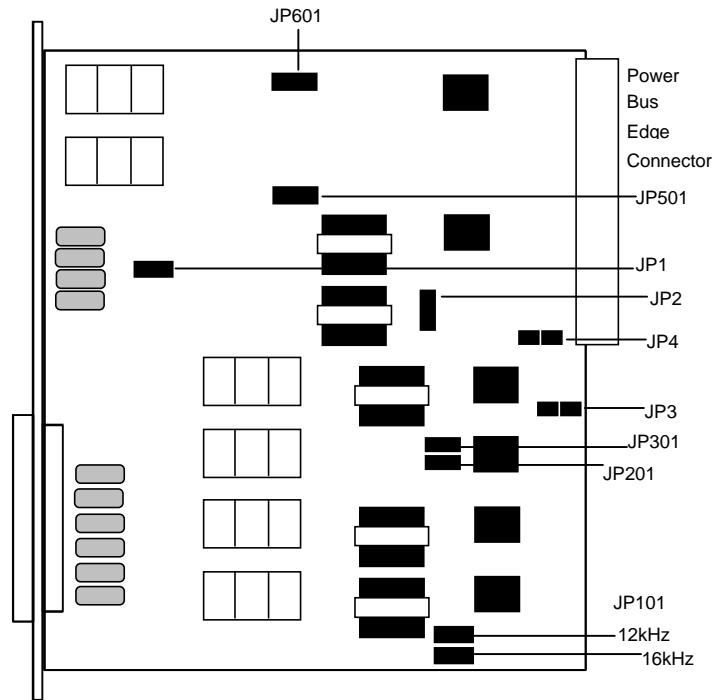 JP601
Power
Bus
Edge
Connector
JP501
JP1
JP2
JP4
JP3
JP301
JP201
JP101
12kHz
16kHz